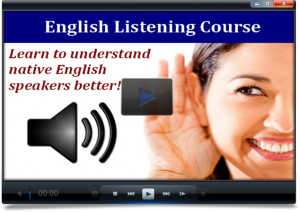 English Listening Course
Learn to understand
native English
speakers better!
00:00